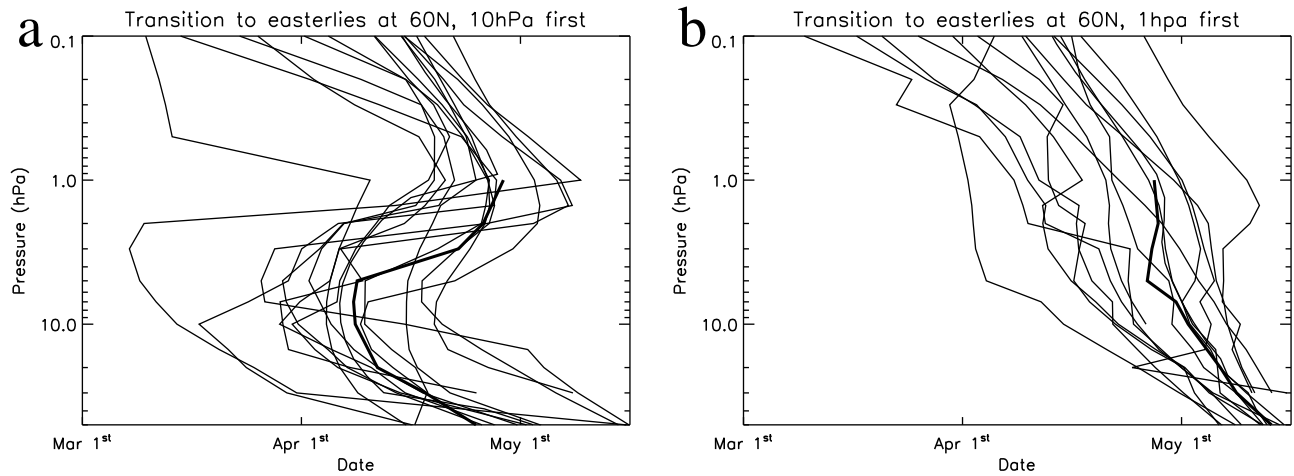 a
Transition to easterlies at 60N, 10hPa first
0.1
1.0
10.0
Pressure (hPa)
Mar 1st
April 1st
May 1st
Date
b
Transition to easterlies at 60N, 1hpa first
0.1
1.0
10.0
Pressure (hPa)
Mar 1st
Apr 1st
May 1st
Date